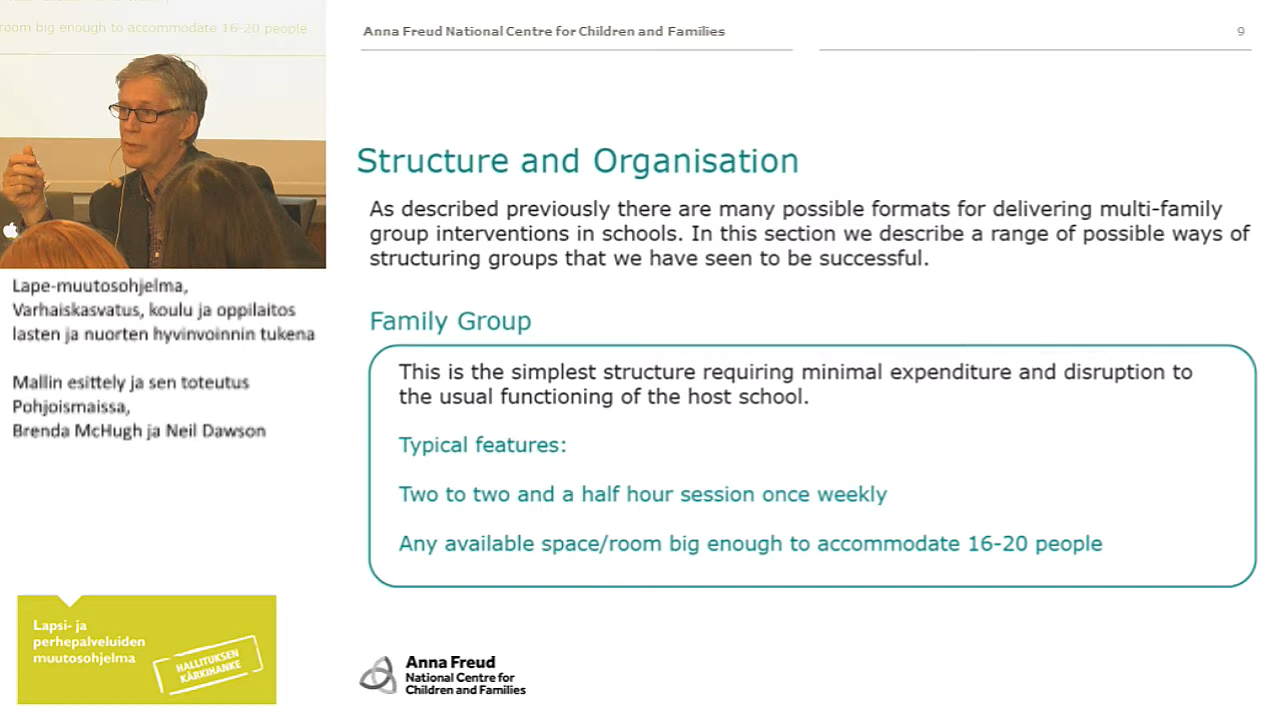 room big enough to accommodate 16-20 people
Lape-muutosohjelma,
Varhaiskasvatus, koulu ja oppilaitos
lasten ja nuorten hyvinvoinnin tukena
Mallin esittely ja sen toteutus
Pohjoismaissa,
Brenda McHugh ja Neil Dawson
Lapsi- ja
perhepalveluiden
muutosohjelma
HALLITUKSEN
KÄRKIHANKE
Anna Freud National Centre for Children and Families
9
Structure and Organisation
As described previously there are many possible formats for delivering multi-family
group interventions in schools. In this section we describe a range of possible ways of
structuring groups that we have seen to be successful.
Family Group
This is the simplest structure requiring minimal expenditure and disruption to
the usual functioning of the host school.
Typical features:
Two to two and a half hour session once weekly
Any available space/room big enough to accommodate 16-20 people
Anna Freud
National Centre for
Children and Families